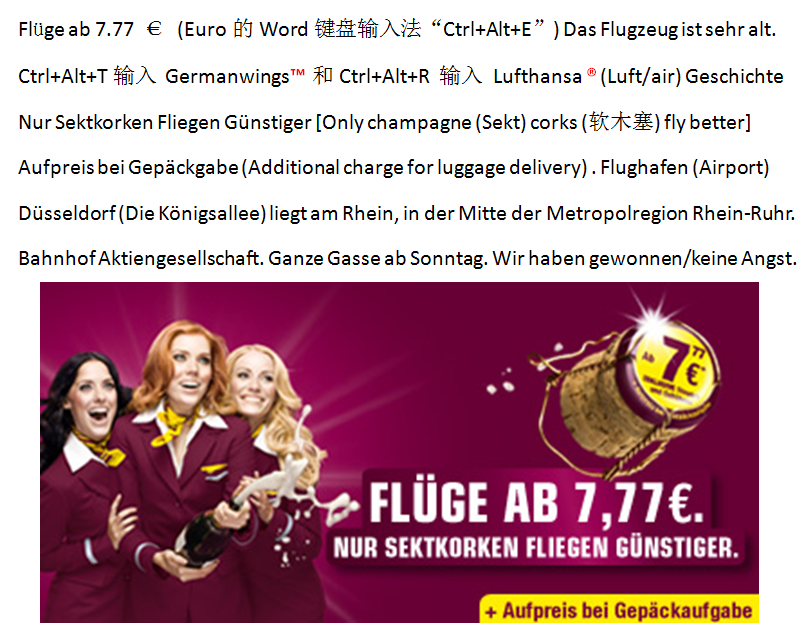 Flüge ab 7.77 € (Euro 的 Word 键盘输入法“Ctrl+Alt+E”) Das Flugzeug ist sehr alt.
Ctrl+Alt+T 输入 Germanwings™ 和 Ctrl+Alt+R 输入 Lufthansa ® (Luft/air) Geschichte
Nur Sektkorken Fliegen Günstiger [Only champagne (Sekt) corks (软木塞) fly better]
Aufpreis bei Gepäckgabe (Additional charge for luggage delivery) . Flughafen (Airport)
Düsseldorf (Die Königsallee) liegt am Rhein, in der Mitte der Metropolregion Rhein-Ruhr.
Bahnhof Aktiengesellschaft. Ganze Gasse ab Sonntag. Wir haben gewonnen/keine Angst.
Ab 7^77 €*
FLÜGE AB 7,77€.
NUR SEKTKORKEN FLIEGEN GÜNSTIGER.
+ Aufpreis bei Gepäckaufgabe